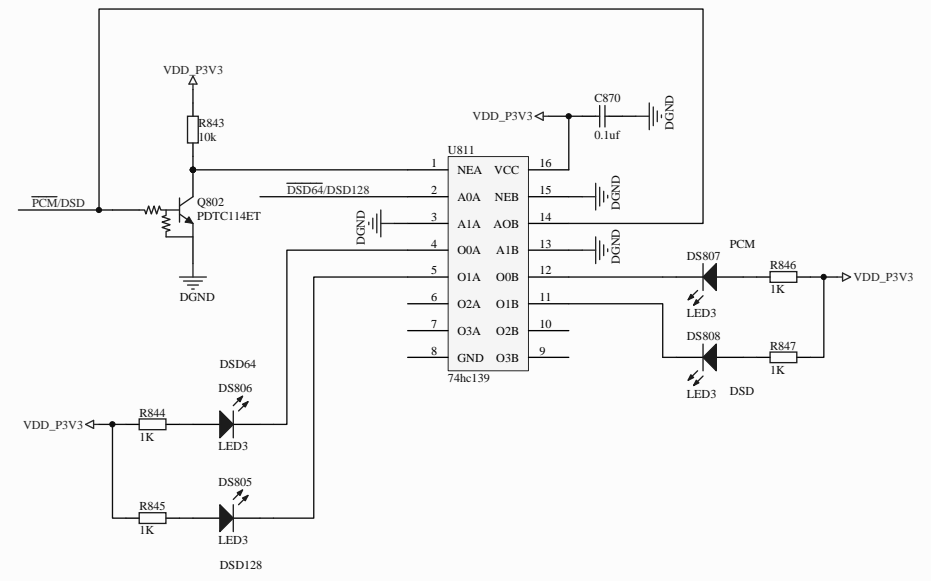 VDD_P3V3
R843
10k
PCM/DSD
Q802
PDTC114ET
DGND
DSD64/DSD128
DGND
VDD_P3V3
C870
0.1uf
DGND
U811
1 NEA VCC 16
2 A0A NEB 15
3 A1A AOB 14
4 O0A A1B 13
5 O1A O0B 12
6 O2A O1B 11
7 O3A O2B 10
8 GND O3B 9
74hc139
DGND
DGND
PCM
DS807
LED3
R846
1K
VDD_P3V3
DS808
LED3
DSD
R847
1K
DSD64
DS806
LED3
VDD_P3V3
R844
1K
DS805
LED3
R845
1K
DSD128